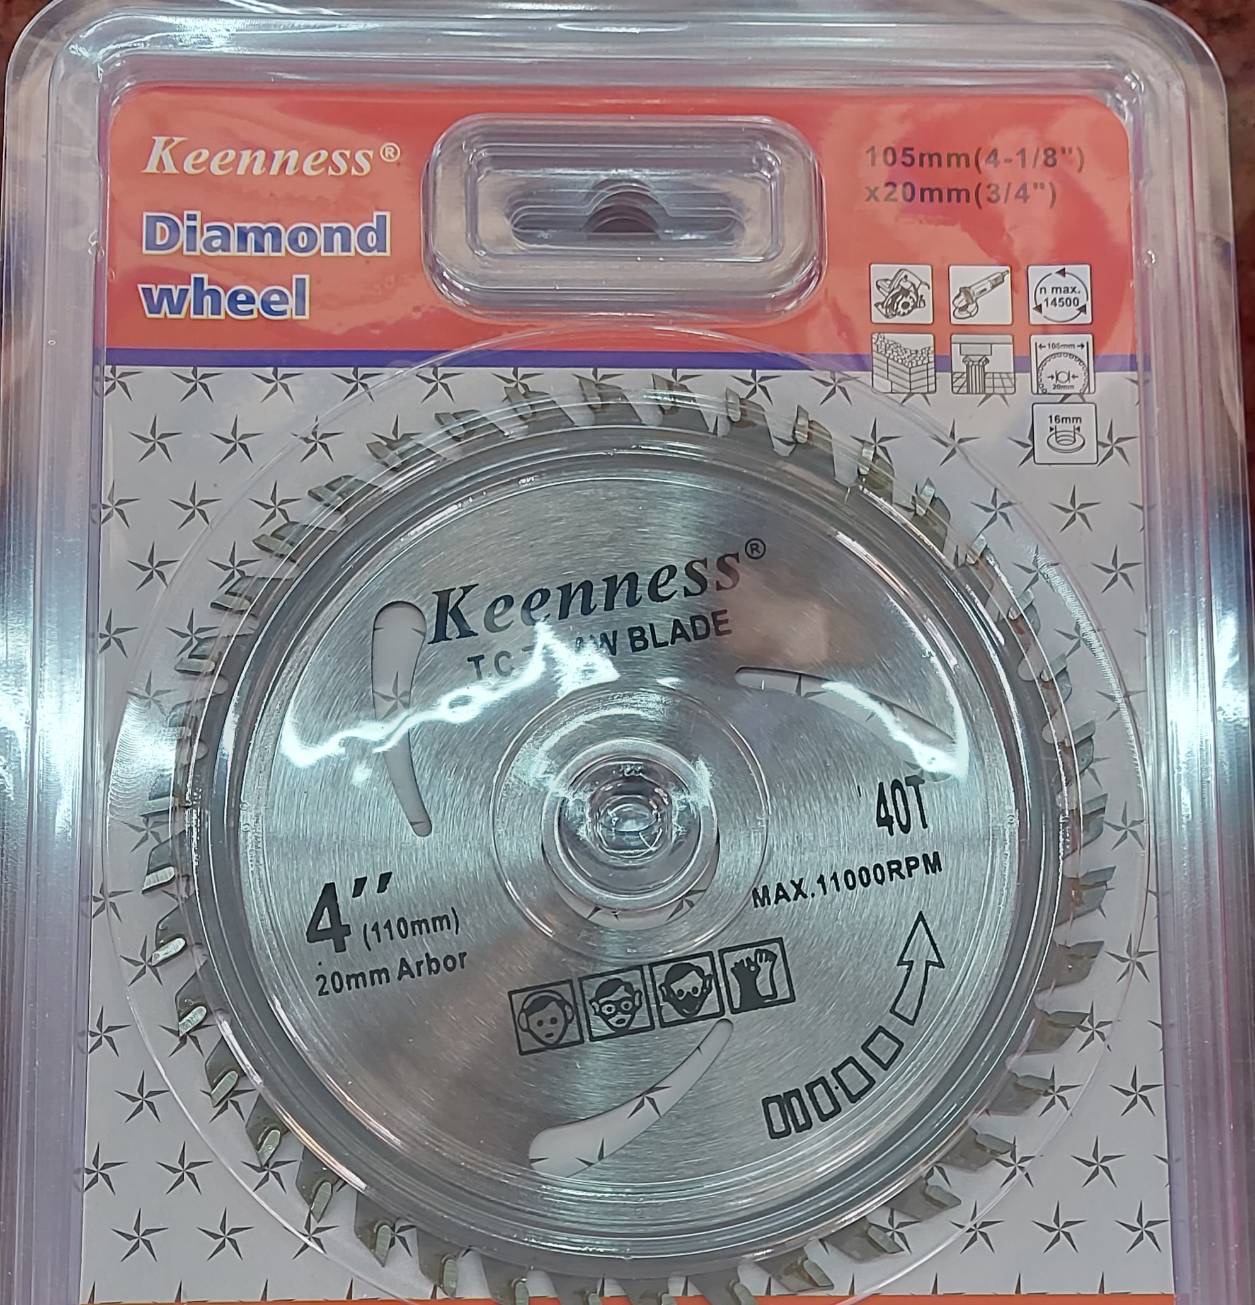 Keenness®
Diamond
wheel
105mm(4-1/8")
x20mm(3/4")
n max.
14500
105mm
20mm
16mm
Keenness®
BLADE
40T
MAX.11000RPM
4"
(110mm)
20mm Arbor